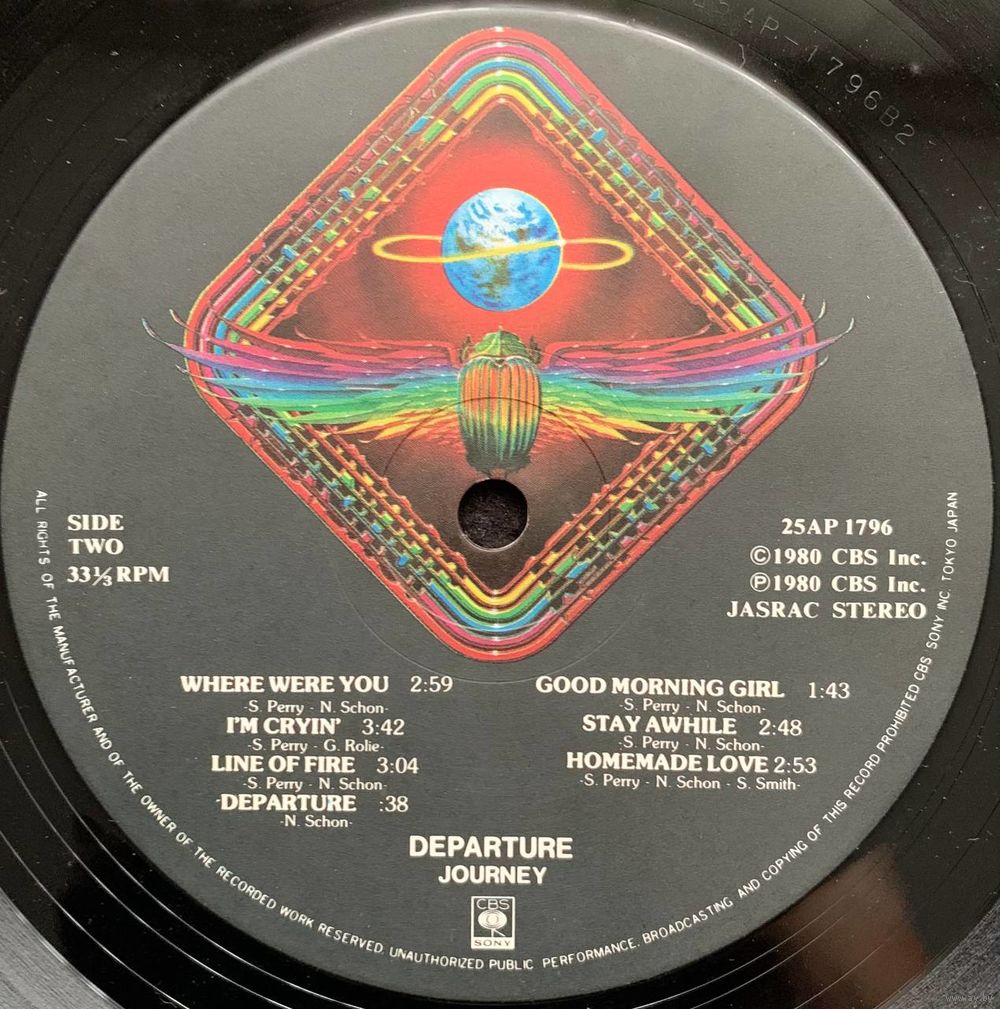 25AP-1796B2
SIDE
TWO
33⅓ RPM
25AP 1796
©1980 CBS Inc.
℗1980 CBS Inc.
JASRAC STEREO
WHERE WERE YOU 2:59
-S. Perry - N. Schon-
I'M CRYIN' 3:42
-S. Perry - G. Rolie-
LINE OF FIRE 3:04
-S. Perry - N. Schon-
DEPARTURE :38
-N. Schon-
GOOD MORNING GIRL 1:43
-S. Perry - N. Schon-
STAY AWHILE 2:48
-S. Perry - N. Schon-
HOMEMADE LOVE 2:53
-S. Perry - N. Schon - S. Smith-
DEPARTURE
JOURNEY
CBS
SONY
ALL RIGHTS OF THE MANUFACTURER AND OF THE OWNER OF THE RECORDED WORK RESERVED. UNAUTHORIZED PUBLIC PERFORMANCE. BROADCASTING AND COPYING OF THIS RECORD PROHIBITED CBS SONY INC. TOKYO JAPAN